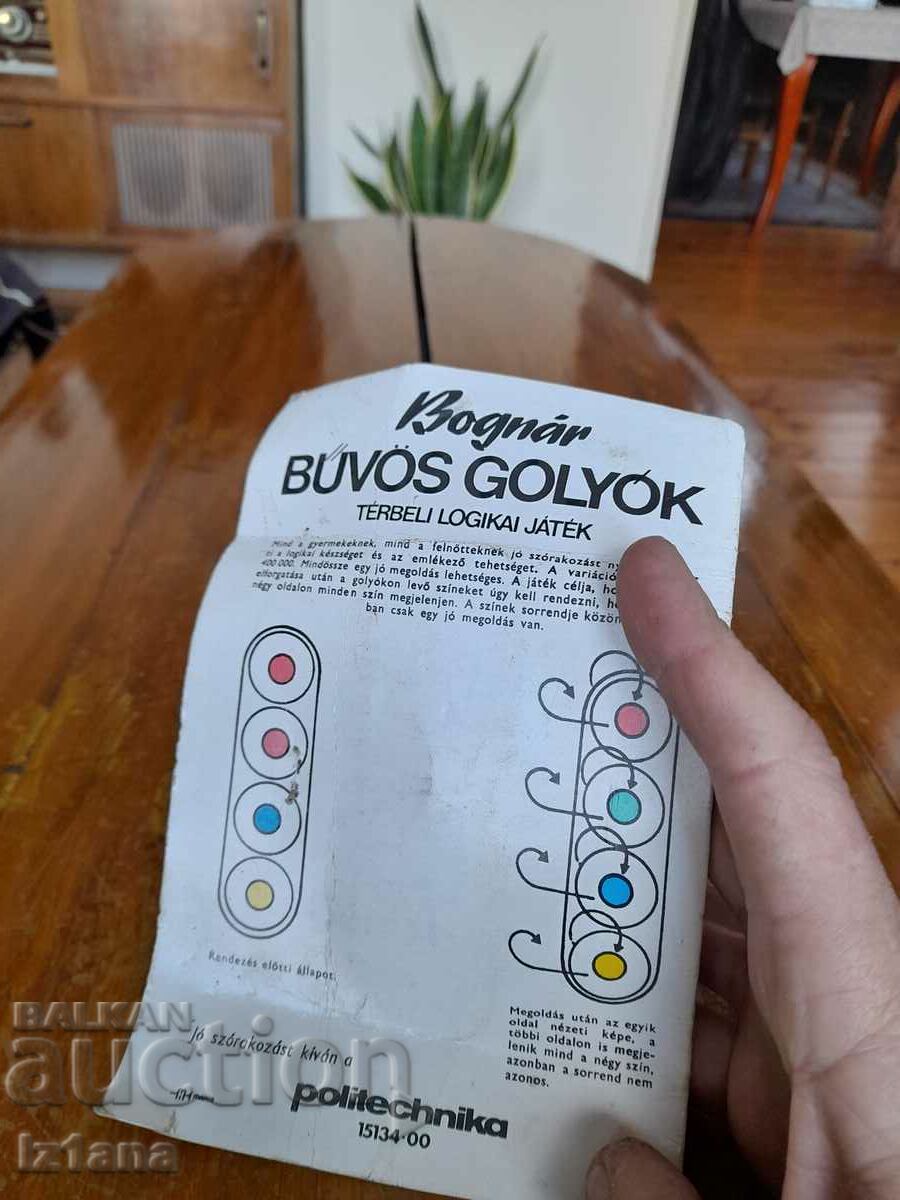 Bognár
BŰVÖS GOLYÓK
TÉRBELI LOGIKAI JÁTÉK
Mind a gyermekeknek, mind a felnőtteknek jó szórakozást
a logikai készséget és az emlékező tehetséget. A variáció
400 000. Mindössze egy jó megoldás lehetséges. A játék célja,
elforgatása után a golyókon levő színeket úgy kell rendezni,
négy oldalon minden szín megjelenjen. A színek sorrendje
ban csak egy jó megoldás van.
Rendezés előtti állapot.
Megoldás után az egyik
oldal nézeti képe, a
többi oldalon is megje-
lenik mind a négy szín,
azonban a sorrend nem
azonos.
Jó szórakozást kíván a
politechnika
15134-00
BALKAN
auction
iz1ana